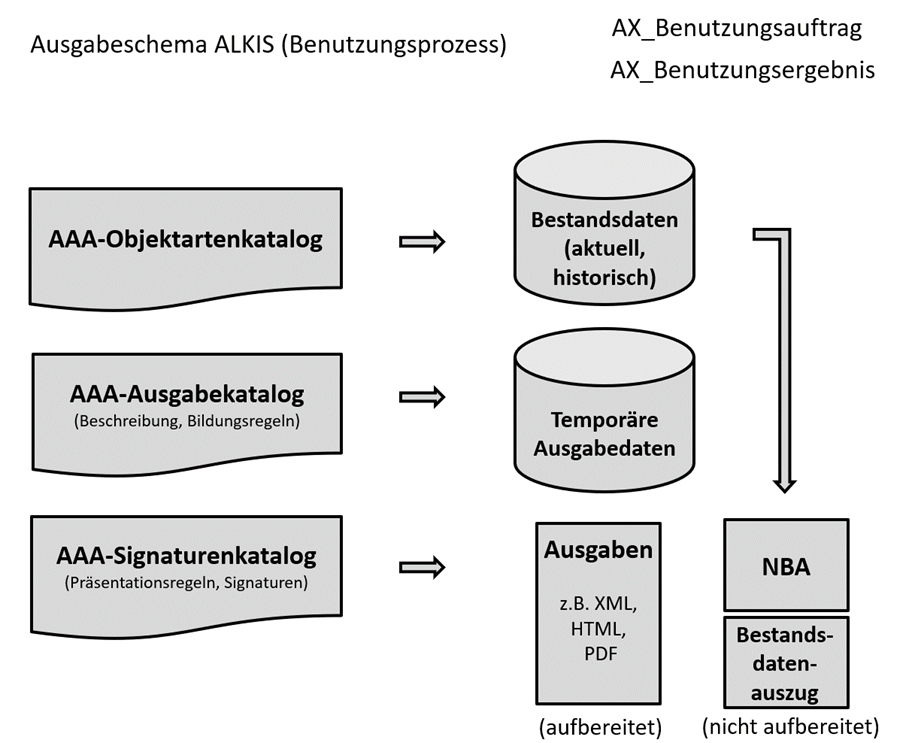 Ausgabeschema ALKIS (Benutzungsprozess)
AX_Benutzungsauftrag
AX_Benutzungsergebnis
AAA-Objektartenkatalog
Bestandsdaten
(aktuell,
historisch)
AAA-Ausgabekatalog
(Beschreibung, Bildungsregeln)
Temporäre
Ausgabedaten
AAA-Signaturenkatalog
(Präsentationsregeln, Signaturen)
Ausgaben
z.B. XML,
HTML,
PDF
(aufbereitet)
NBA
Bestands-
daten-
auszug
(nicht aufbereitet)